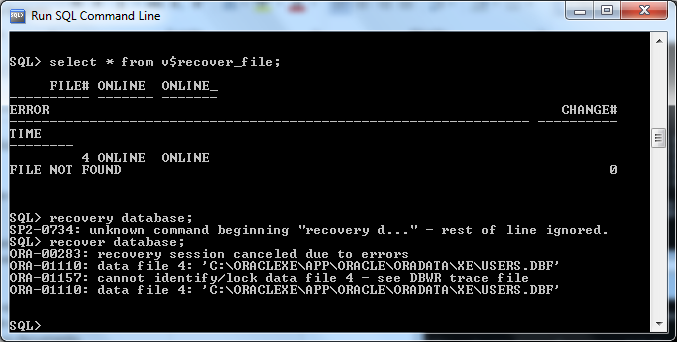 Run SQL Command Line
SQL> select * from v$recover_file;
FILE# ONLINE ONLINE_
---------- ------- -------
ERROR CHANGE#
----------------------------------------------------------------- ----------
TIME
--------
4 ONLINE ONLINE
FILE NOT FOUND 0
SQL> recovery database;
SP2-0734: unknown command beginning "recovery d..." - rest of line ignored.
SQL> recover database;
ORA-00283: recovery session canceled due to errors
ORA-01110: data file 4: 'C:\ORACLEXE\APP\ORACLE\ORADATA\XE\USERS.DBF'
ORA-01157: cannot identify/lock data file 4 - see DBWR trace file
ORA-01110: data file 4: 'C:\ORACLEXE\APP\ORACLE\ORADATA\XE\USERS.DBF'
SQL>